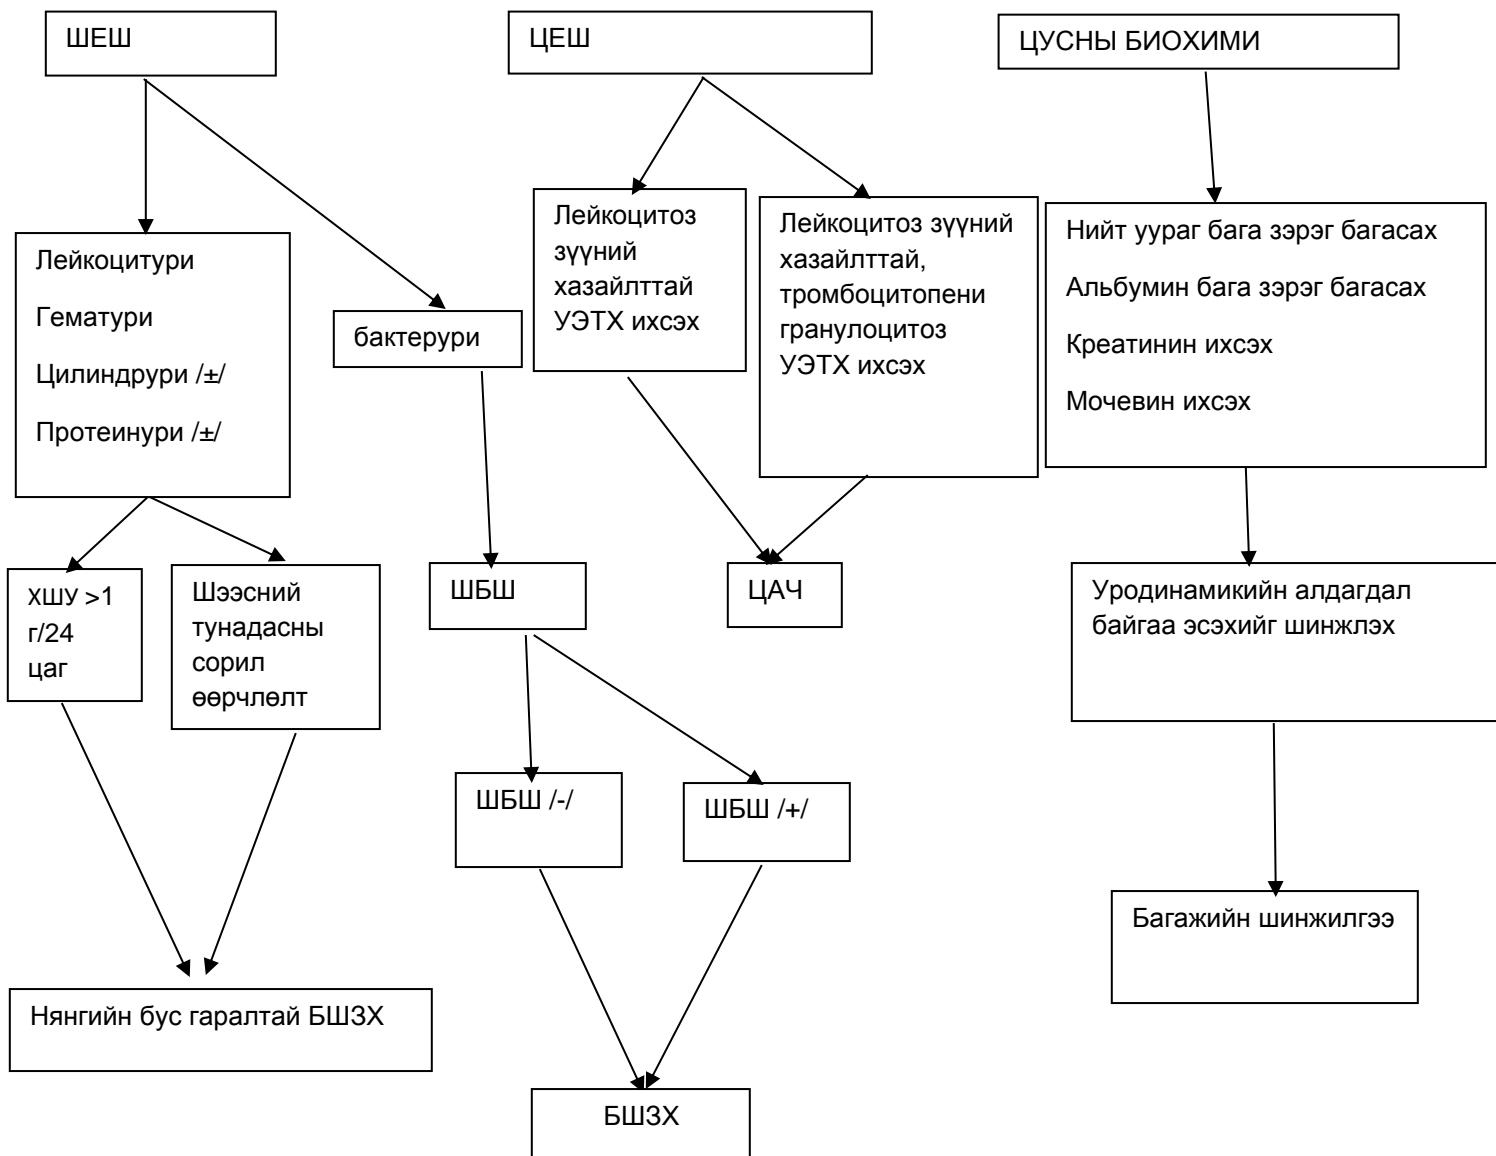 ШЕШ
ЦЕШ
ЦУСНЫ БИОХИМИ
Лейкоцитури
Гематури
Цилиндрури /±/
Протеинури /±/
бактерури
Лейкоцитоз
зүүний
хазайлттай
УЭТХ ихсэх
Лейкоцитоз зүүний
хазайлттай,
тромбоцитопени
гранулоцитоз
УЭТХ ихсэх
Нийт уураг бага зэрэг багасах
Альбумин бага зэрэг багасах
Креатинин ихсэх
Мочевин ихсэх
ХШУ >1
г/24
цаг
Шээсний
тунадасны
сорил
өөрчлөлт
ШБШ
ЦАЧ
Уродинамикийн алдагдал
байгаа эсэхийг шинжлэх
ШБШ /-/
ШБШ /+/
Багажийн шинжилгээ
Нянгийн бус гаралтай БШЗХ
БШЗХ